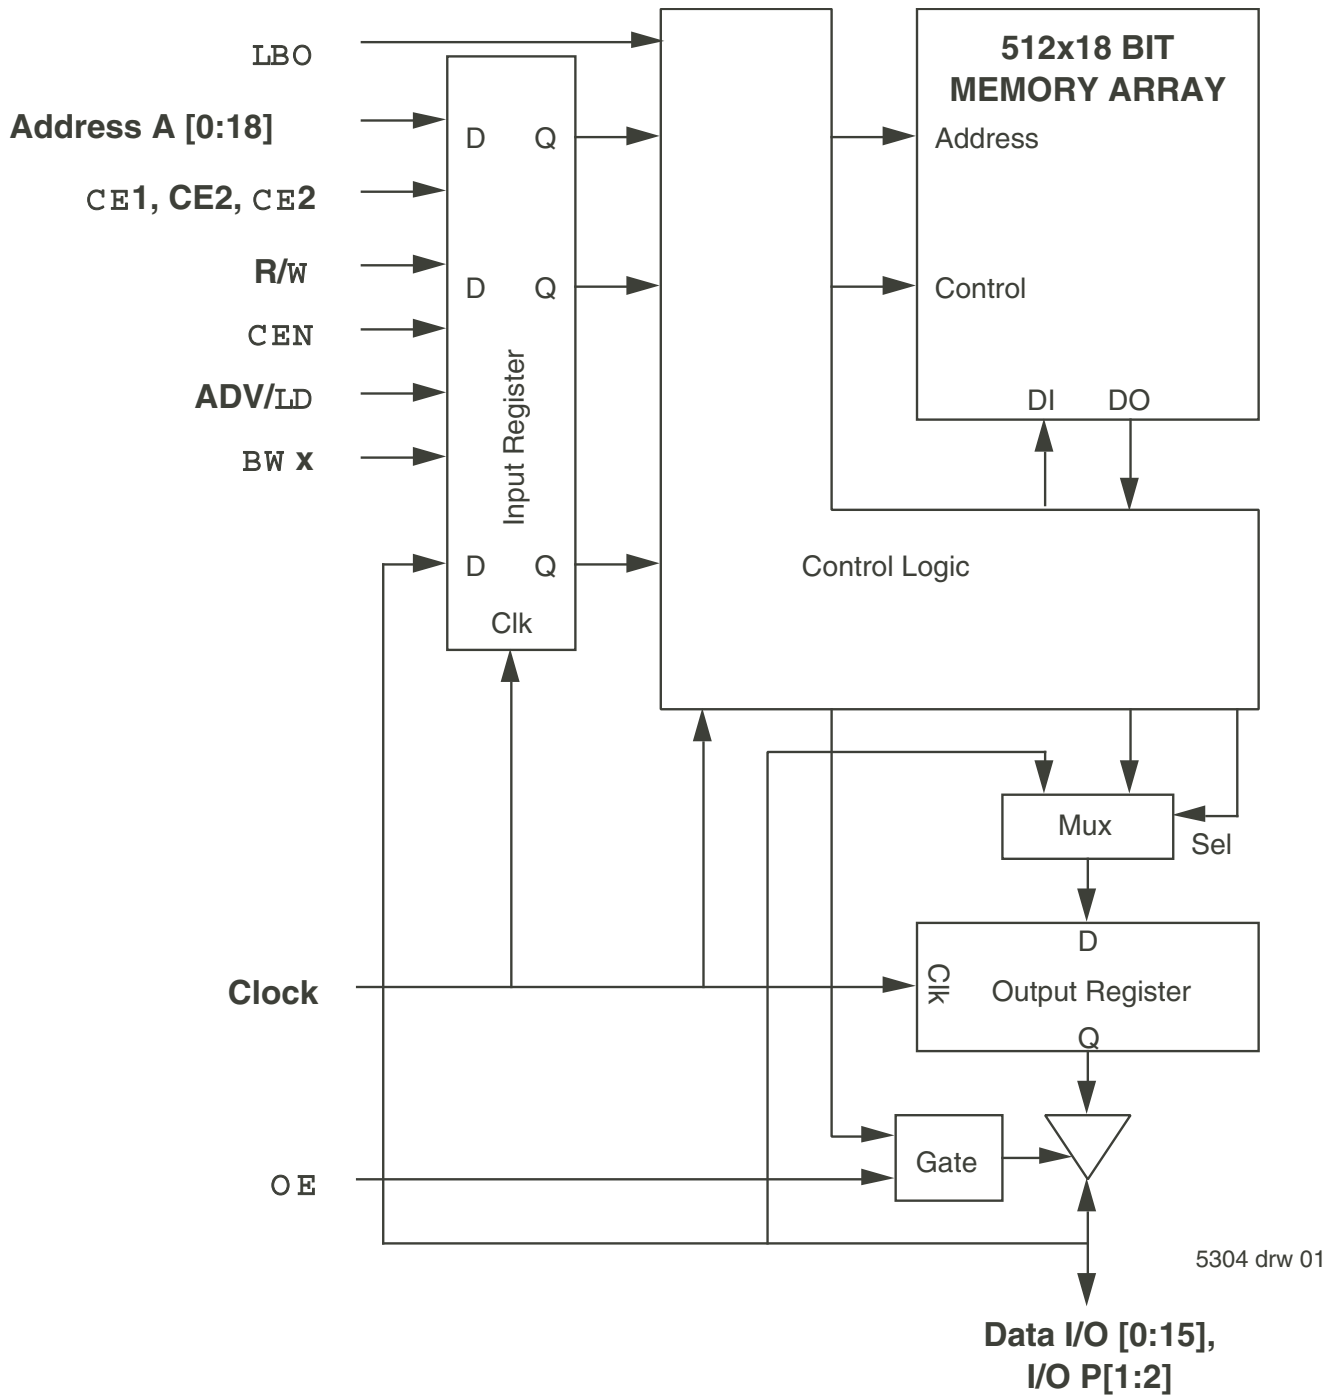 LBO
512x18 BIT
MEMORY ARRAY
Address A [0:18]
D Q
Address
CE1, CE2, CE2
R/W
D Q
Control
CEN
ADV/LD
Input Register
DI DO
BW x
D Q
Control Logic
Clk
Mux
Sel
D
Clock
Clk
Output Register
Q
Gate
OE
5304 drw 01
Data I/O [0:15],
I/O P[1:2]